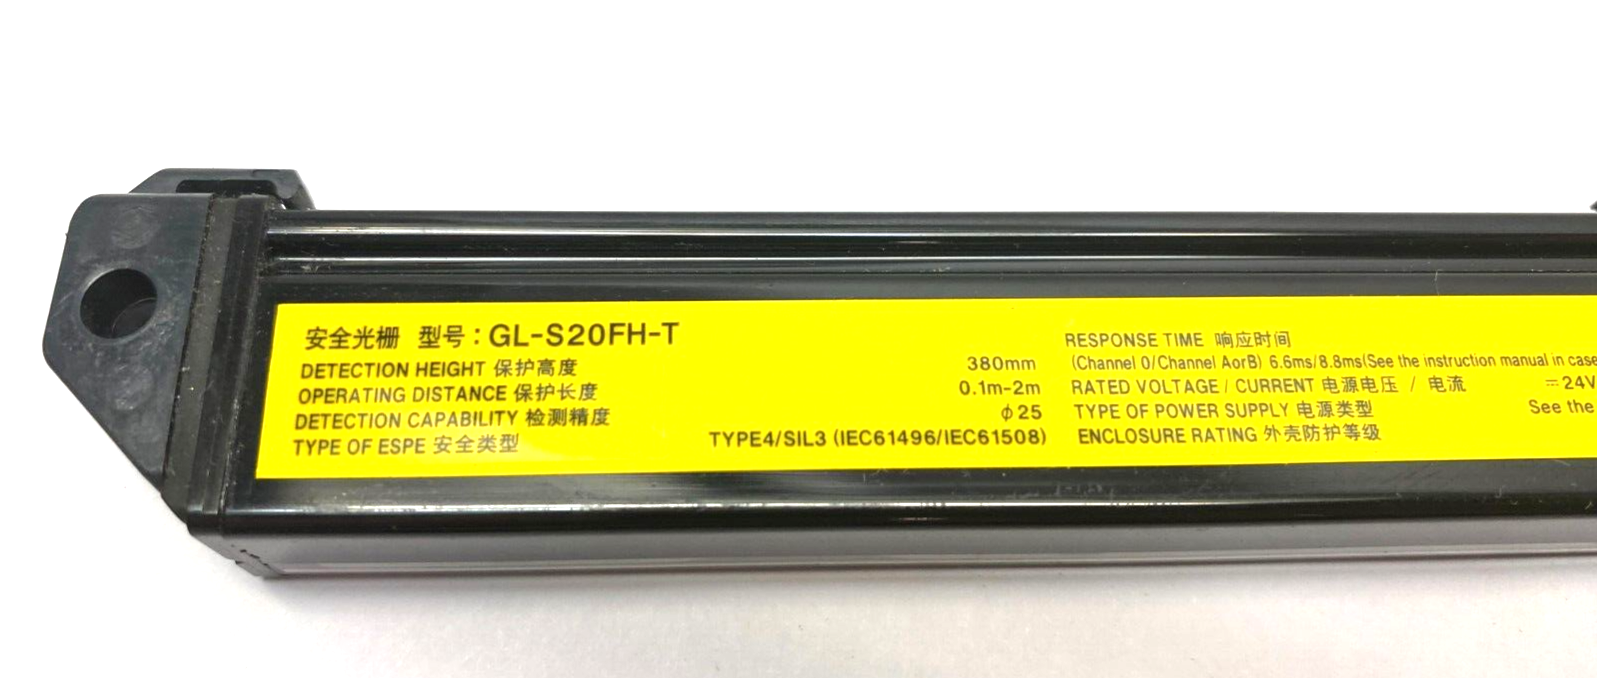 安全光栅 型号：GL-S20FH-T
DETECTION HEIGHT 保护高度 380mm
OPERATING DISTANCE 保护长度 0.1m-2m
DETECTION CAPABILITY 检测精度 φ25
TYPE OF ESPE 安全类型 TYPE4/SIL3 (IEC61496/IEC61508)
RESPONSE TIME 响应时间
(Channel 0/Channel AorB) 6.6ms/8.8ms(See the instruction manual in case
RATED VOLTAGE / CURRENT 电源电压 / 电流 ⎓24V
TYPE OF POWER SUPPLY 电源类型 See the
ENCLOSURE RATING 外壳防护等级